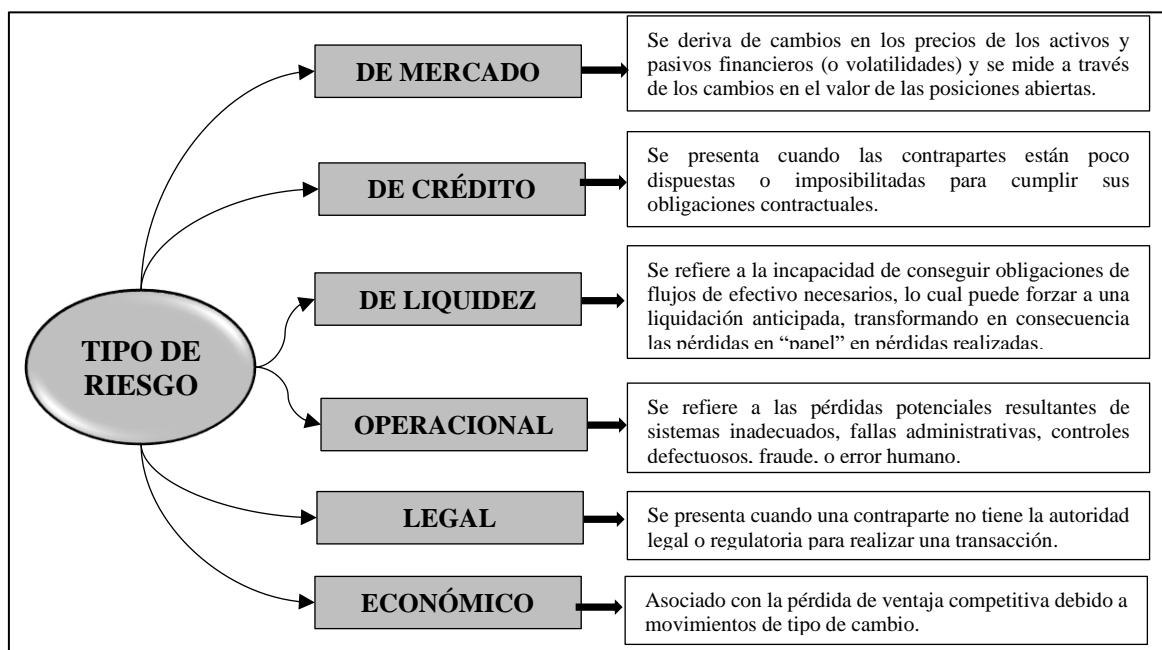 TIPO DE
RIESGO
DE MERCADO
Se deriva de cambios en los precios de los activos y
pasivos financieros (o volatilidades) y se mide a través
de los cambios en el valor de las posiciones abiertas.
DE CRÉDITO
Se presenta cuando las contrapartes están poco
dispuestas o imposibilitadas para cumplir sus
obligaciones contractuales.
DE LIQUIDEZ
Se refiere a la incapacidad de conseguir obligaciones de
flujos de efectivo necesarios, lo cual puede forzar a una
liquidación anticipada, transformando en consecuencia
las pérdidas en “papel” en pérdidas realizadas.
OPERACIONAL
Se refiere a las pérdidas potenciales resultantes de
sistemas inadecuados, fallas administrativas, controles
defectuosos, fraude, o error humano.
LEGAL
Se presenta cuando una contraparte no tiene la autoridad
legal o regulatoria para realizar una transacción.
ECONÓMICO
Asociado con la pérdida de ventaja competitiva debido a
movimientos de tipo de cambio.